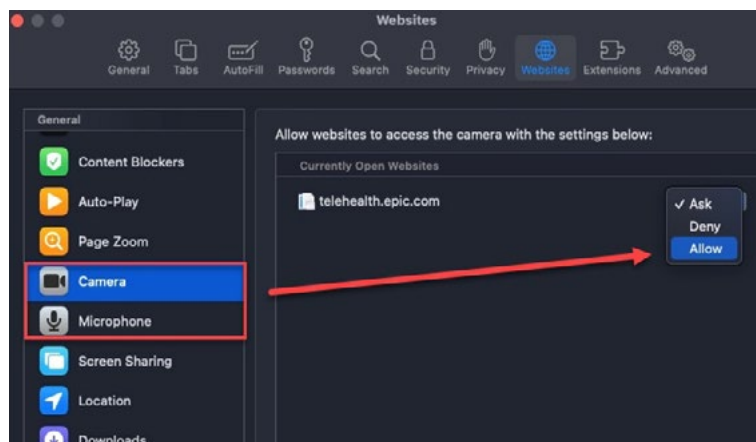 Websites
General Tabs AutoFill Passwords Search Security Privacy Websites Extensions Advanced
General
Content Blockers
Auto-Play
Page Zoom
Camera
Microphone
Screen Sharing
Location
Downloads
Allow websites to access the camera with the settings below:
Currently Open Websites
telehealth.epic.com
✓ Ask
Deny
Allow